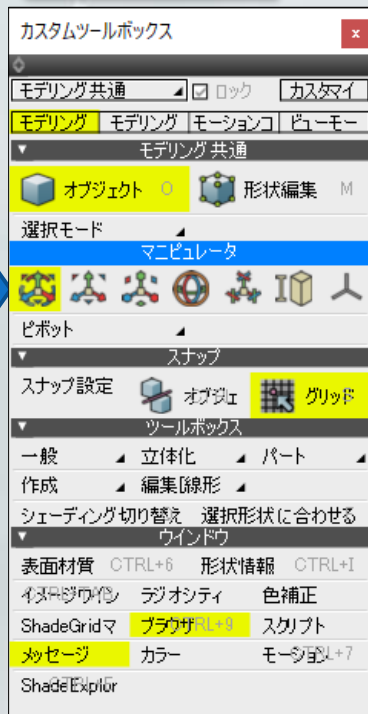 カスタムツールボックス x
モデリング共通 ロック カスタマイ
モデリング モデリング モーションコ ビューモー
モデリング共通
オブジェクト O 形状編集 M
選択モード
マニピュレータ
ピボット
スナップ
スナップ設定 オブジェ グリッド
ツールボックス
一般 立体化 パート
作成 編集(線形
シェーディング切り替え 選択形状に合わせる
ウインドウ
表面材質 CTRL+6 形状情報 CTRL+I
ラジオシティ 色補正
ShadeGridマ ブラウザ RL+9 スクリプト
メッセージ カラー モーション L+7
ShadeExplor